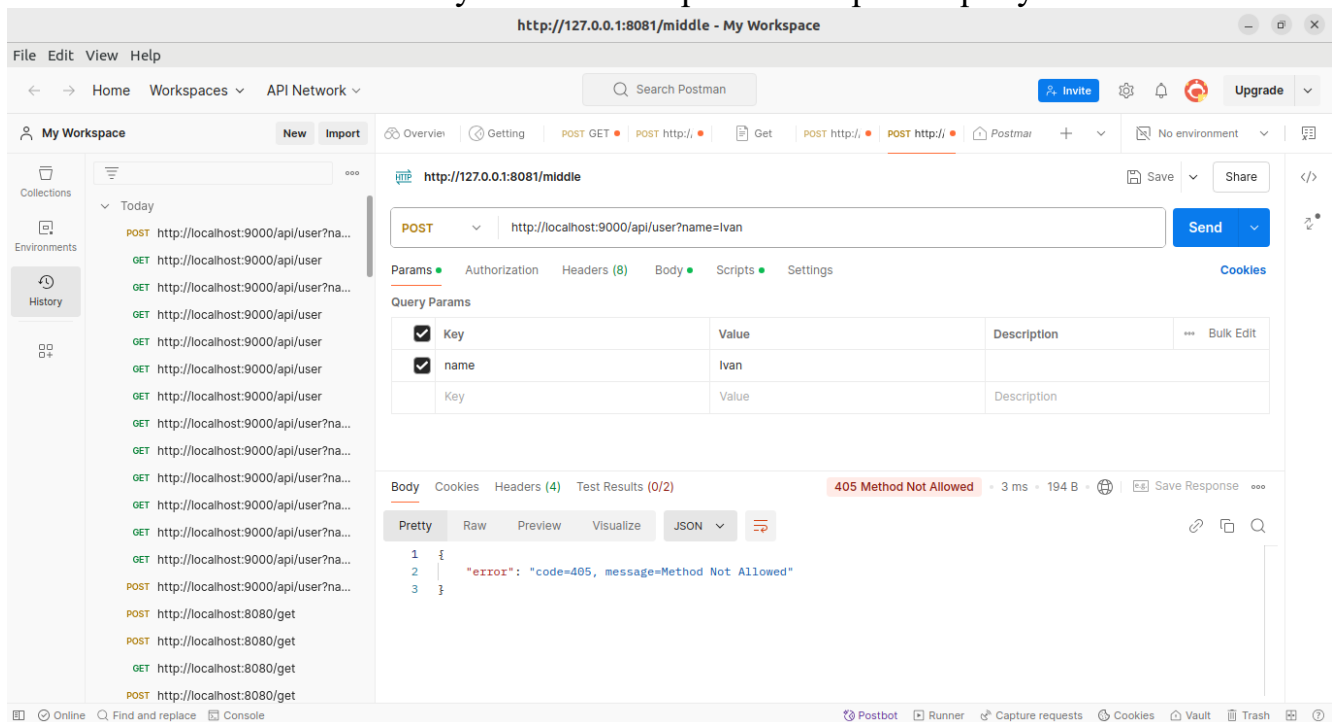 http://127.0.0.1:8081/middle - My Workspace
File Edit View Help
Home Workspaces API Network
Search Postman
Invite
Upgrade
My Workspace
New Import
Overview
Getting
POST GET
POST http:/
Get
POST http:/
POST http:/
Postmar
No environment
Collections
Environments
History
Today
POST http://localhost:9000/api/user?na...
GET http://localhost:9000/api/user
GET http://localhost:9000/api/user?na...
GET http://localhost:9000/api/user
GET http://localhost:9000/api/user
GET http://localhost:9000/api/user
GET http://localhost:9000/api/user
GET http://localhost:9000/api/user?na...
GET http://localhost:9000/api/user?na...
GET http://localhost:9000/api/user?na...
GET http://localhost:9000/api/user?na...
GET http://localhost:9000/api/user?na...
GET http://localhost:9000/api/user?na...
POST http://localhost:9000/api/user?na...
POST http://localhost:8080/get
POST http://localhost:8080/get
GET http://localhost:8080/get
POST http://localhost:8080/get
HTTP http://127.0.0.1:8081/middle
Save Share
POST http://localhost:9000/api/user?name=Ivan
Send
Params Authorization Headers (8) Body Scripts Settings
Cookies
Query Params
Key Value Description Bulk Edit
name Ivan
Key Value Description
Body Cookies Headers (4) Test Results (0/2)
405 Method Not Allowed 3 ms 194 B
e.g. Save Response
Pretty Raw Preview Visualize JSON
1 {
2 "error": "code=405, message=Method Not Allowed"
3 }
Online Find and replace Console
Postbot Runner Capture requests Cookies Vault Trash